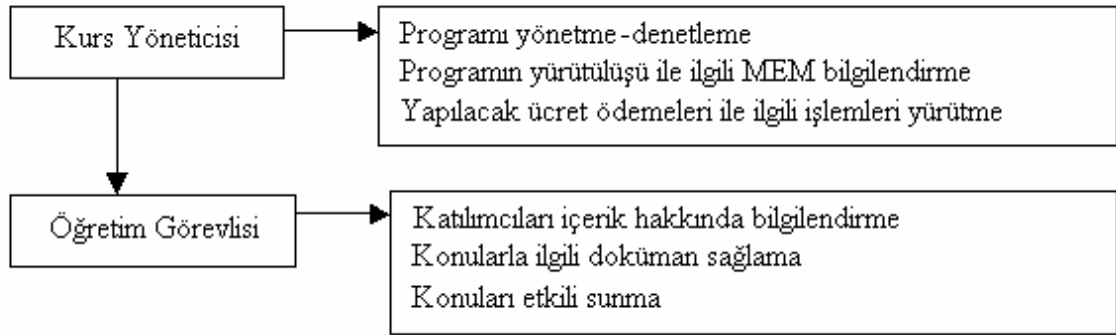 Kurs Yöneticisi
Programı yönetme-denetleme
Programın yürütülüşü ile ilgili MEM bilgilendirme
Yapılacak ücret ödemeleri ile ilgili işlemleri yürütme
Öğretim Görevlisi
Katılımcıları içerik hakkında bilgilendirme
Konularla ilgili doküman sağlama
Konuları etkili sunma